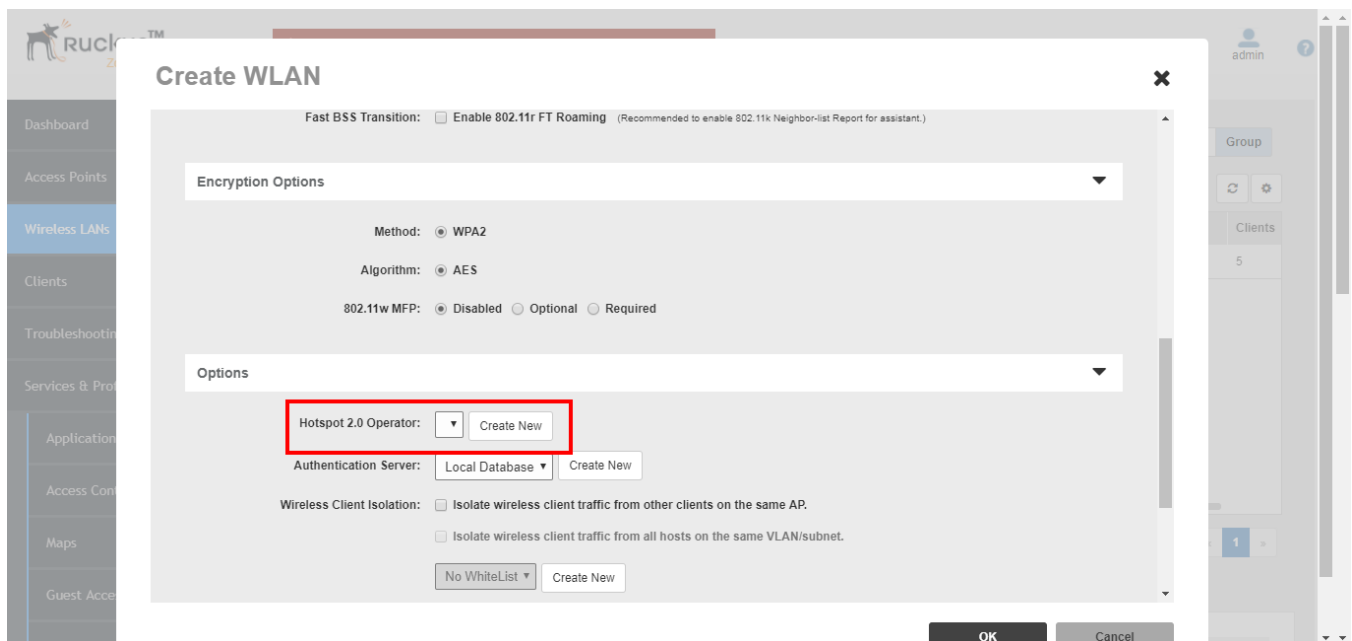 admin
Create WLAN
Dashboard
Access Points
Wireless LANs
Clients
Fast BSS Transition: Enable 802.11r FT Roaming (Recommended to enable 802.11k Neighbor-list Report for assistant.)
Encryption Options
Method: WPA2
Algorithm: AES
802.11w MFP: Disabled Optional Required
Options
Hotspot 2.0 Operator: Create New
Authentication Server: Local Database Create New
Wireless Client Isolation: Isolate wireless client traffic from other clients on the same AP.
Isolate wireless client traffic from all hosts on the same VLAN/subnet.
No WhiteList Create New
OK Cancel
Application
Maps
Group
Clients
5
1